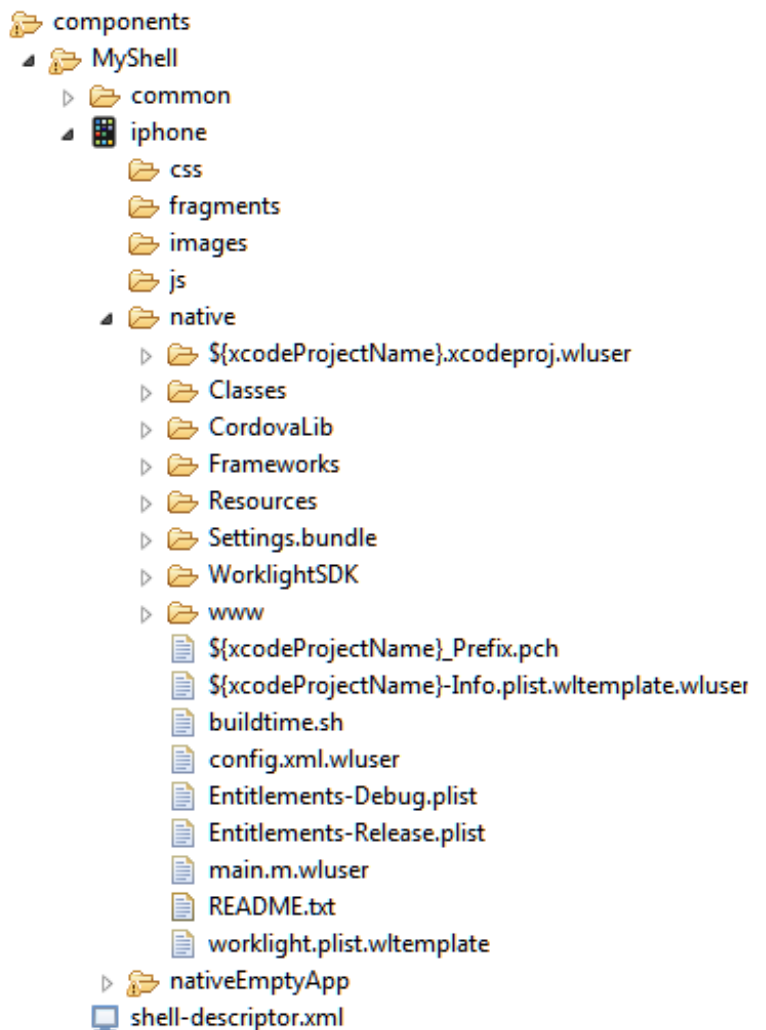 components
MyShell
common
iphone
css
fragments
images
js
native
${xcodeProjectName}.xcodeproj.wluser
Classes
CordovaLib
Frameworks
Resources
Settings.bundle
WorklightSDK
www
${xcodeProjectName}_Prefix.pch
${xcodeProjectName}-Info.plist.wltemplate.wluser
buildtime.sh
config.xml.wluser
Entitlements-Debug.plist
Entitlements-Release.plist
main.m.wluser
README.txt
worklight.plist.wltemplate
nativeEmptyApp
shell-descriptor.xml